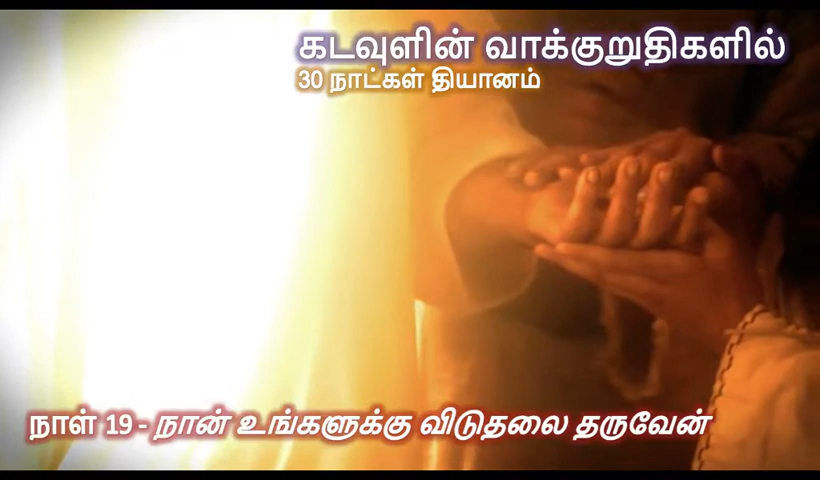 கடவுளின் வாக்குறுதிகளில்
30 நாட்கள் தியானம்
நாள் 19 - நான் உங்களுக்கு விடுதலை தருவேன்